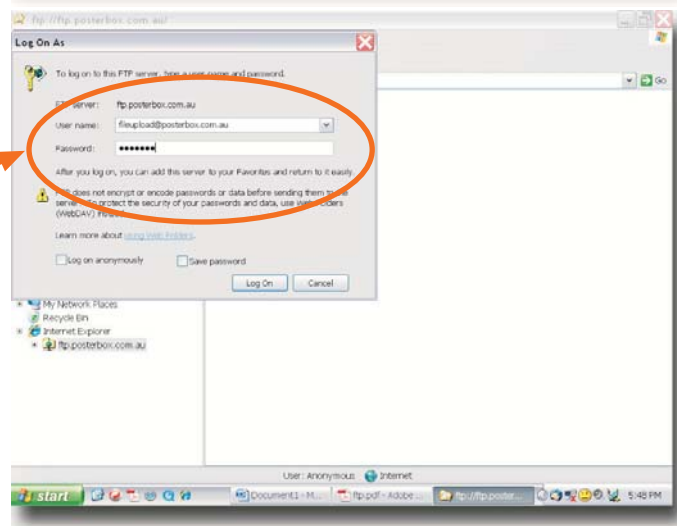 ftp://ftp.posterbox.com.au/
Log On As
To log on to this FTP server, type a user name and password.
FTP server: ftp.posterbox.com.au
User name: fileupload@posterbox.com.au
Password: •••••••
After you log on, you can add this server to your Favorites and return to it easily.
FTP does not encrypt or encode passwords or data before sending them to the
server. To protect the security of your passwords and data, use Web Folders
(WebDAV) instead.
Learn more about using Web Folders.
Log on anonymously Save password
Log On Cancel
Go
My Network Places
Recycle Bin
Internet Explorer
ftp.posterbox.com.au
User: Anonymous Internet
start Document1 - M... ftp.pdf - Adobe ... ftp://ftp.poster... 5:48 PM